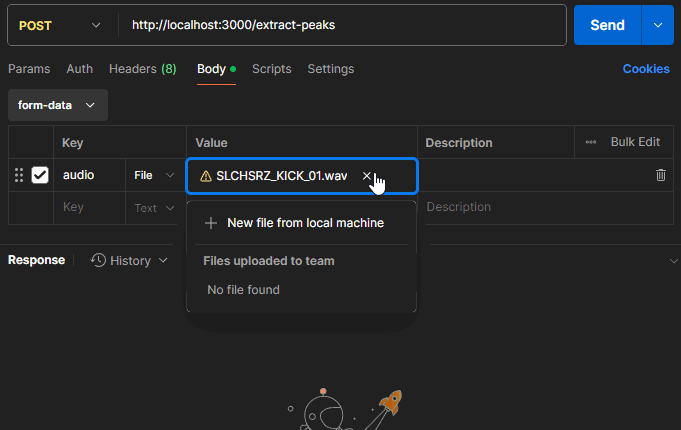 POST http://localhost:3000/extract-peaks Send
Params Auth Headers (8) Body Scripts Settings Cookies
form-data
Key Value Description Bulk Edit
audio File SLCHSRZ_KICK_01.wav
Key Text Description
New file from local machine
Response History
Files uploaded to team
No file found